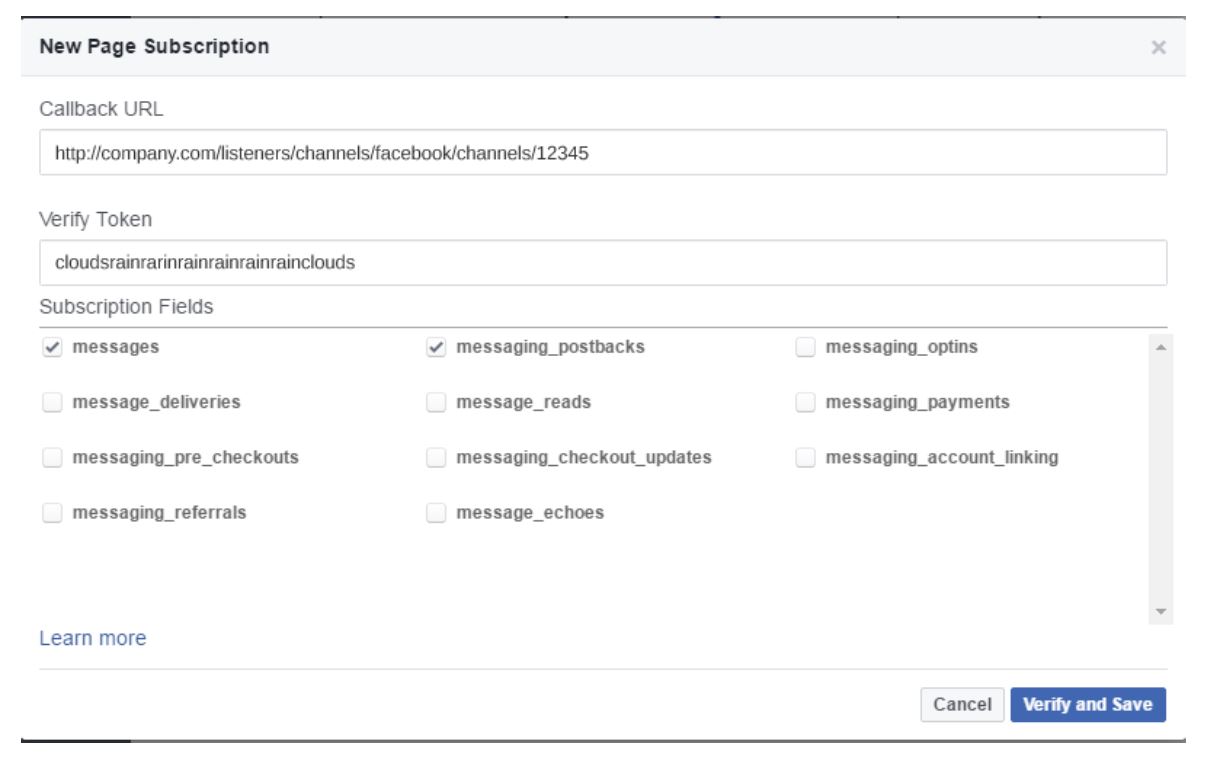 New Page Subscription ×
Callback URL
http://company.com/listeners/channels/facebook/channels/12345
Verify Token
cloudsrainrarinrainrainrainrainclouds
Subscription Fields
messages messaging_postbacks messaging_optins
message_deliveries message_reads messaging_payments
messaging_pre_checkouts messaging_checkout_updates messaging_account_linking
messaging_referrals message_echoes
Learn more
Cancel Verify and Save